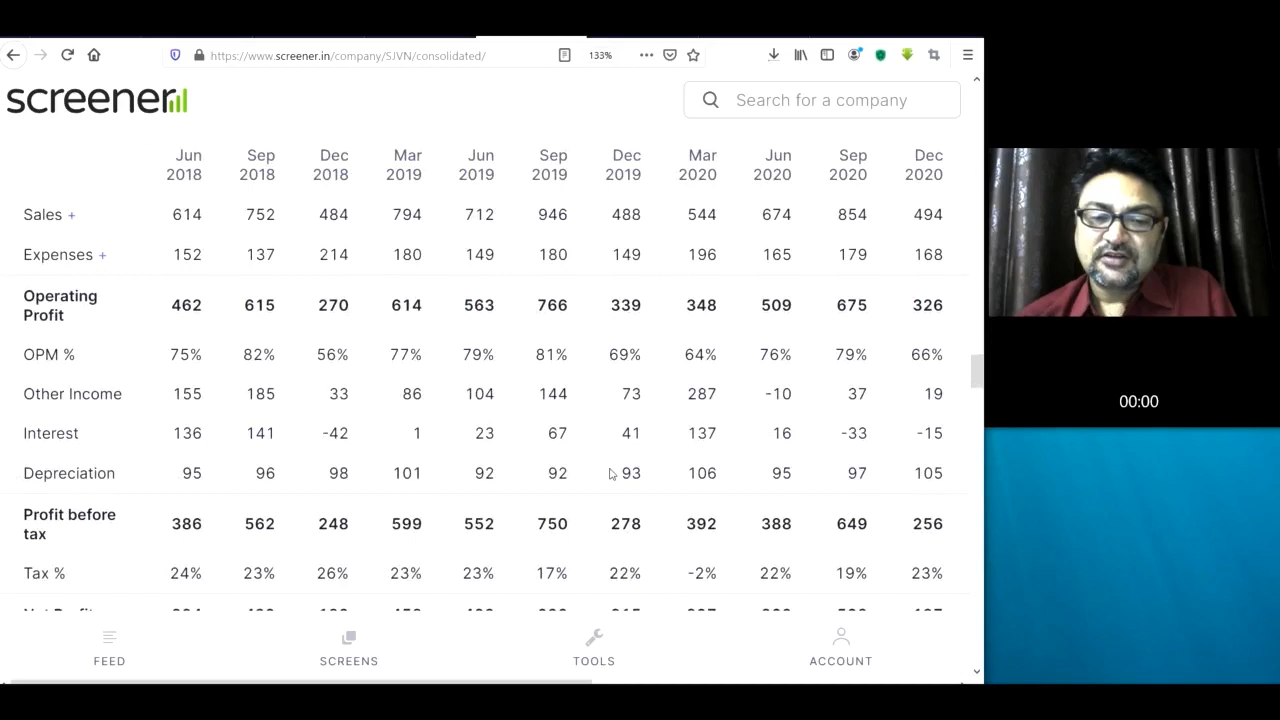 https://www.screener.in/company/SJVN/consolidated/
133%
screener
Search for a company
Jun 2018 Sep 2018 Dec 2018 Mar 2019 Jun 2019 Sep 2019 Dec 2019 Mar 2020 Jun 2020 Sep 2020 Dec 2020
Sales + 614 752 484 794 712 946 488 544 674 854 494
Expenses + 152 137 214 180 149 180 149 196 165 179 168
Operating Profit 462 615 270 614 563 766 339 348 509 675 326
OPM % 75% 82% 56% 77% 79% 81% 69% 64% 76% 79% 66%
Other Income 155 185 33 86 104 144 73 287 -10 37 19
Interest 136 141 -42 1 23 67 41 137 16 -33 -15
Depreciation 95 96 98 101 92 92 93 106 95 97 105
Profit before tax 386 562 248 599 552 750 278 392 388 649 256
Tax % 24% 23% 26% 23% 23% 17% 22% -2% 22% 19% 23%
FEED SCREENS TOOLS ACCOUNT
00:00